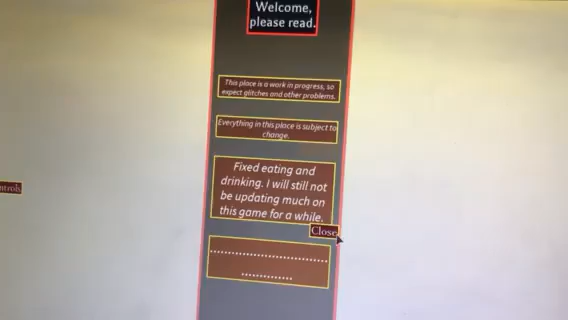 Welcome,
please read.
This place is a work in progress, so
expect glitches and other problems.
Everything in this place is subject to
change.
Fixed eating and
drinking. I will still not
be updating much on
this game for a while.
Close
................................
.............